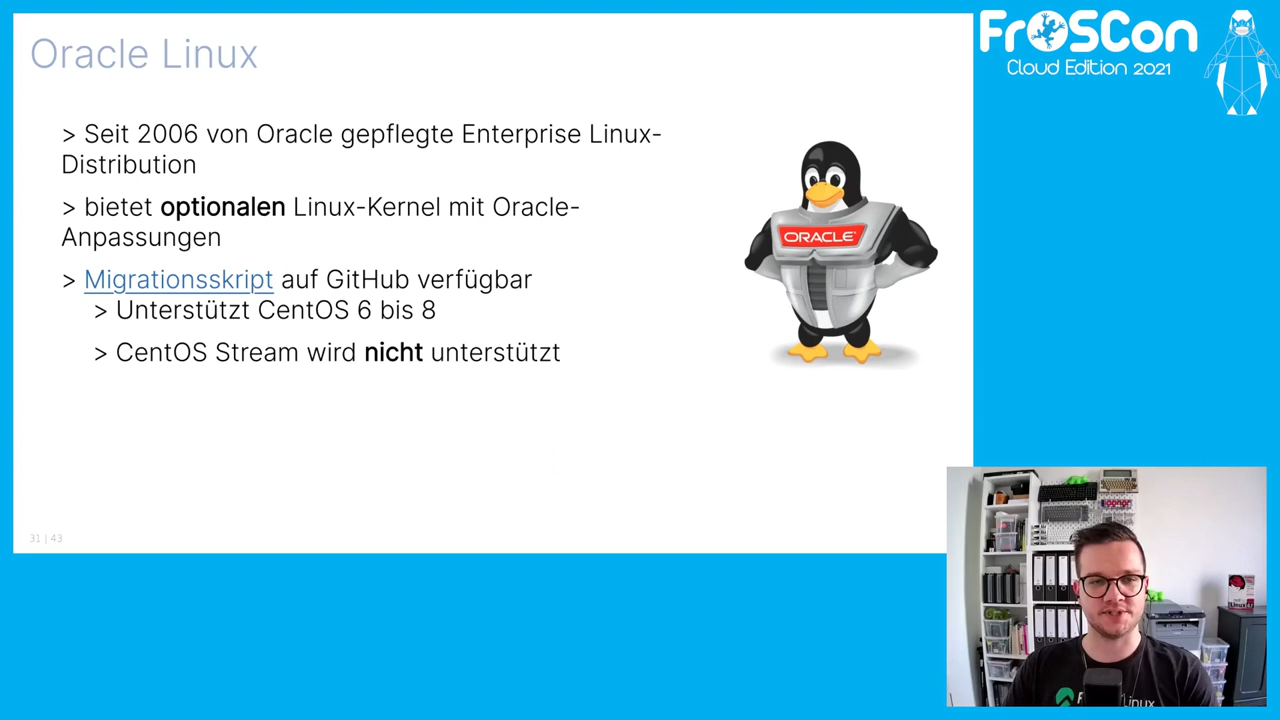 Oracle Linux
> Seit 2006 von Oracle gepflegte Enterprise Linux-
Distribution
> bietet optionalen Linux-Kernel mit Oracle-
Anpassungen
> Migrationsskript auf GitHub verfügbar
> Unterstützt CentOS 6 bis 8
> CentOS Stream wird nicht unterstützt
ORACLE
31 | 43
FrOSCon
Cloud Edition 2021
Linux